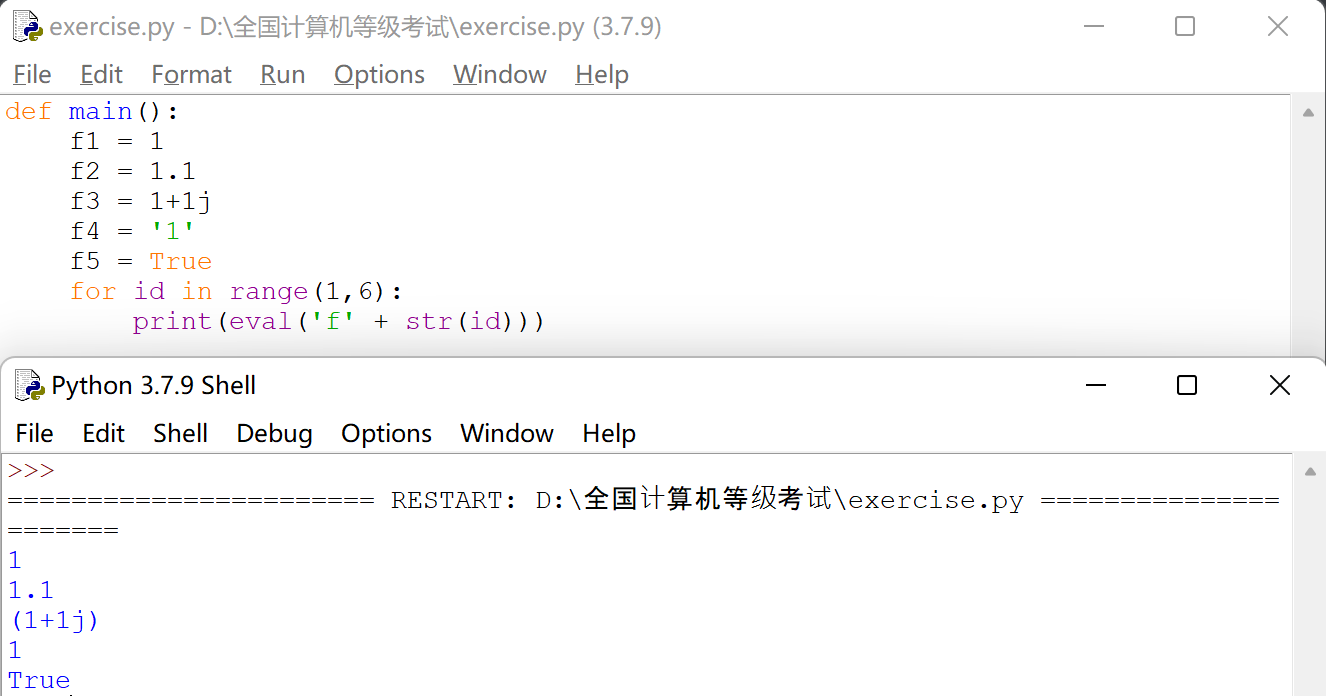 exercise.py - D:\全国计算机等级考试\exercise.py (3.7.9)
File Edit Format Run Options Window Help
def main():
    f1 = 1
    f2 = 1.1
    f3 = 1+1j
    f4 = '1'
    f5 = True
    for id in range(1,6):
        print(eval('f' + str(id)))
Python 3.7.9 Shell
File Edit Shell Debug Options Window Help
>>>
======================= RESTART: D:\全国计算机等级考试\exercise.py ===============
=======
1
1.1
(1+1j)
1
True